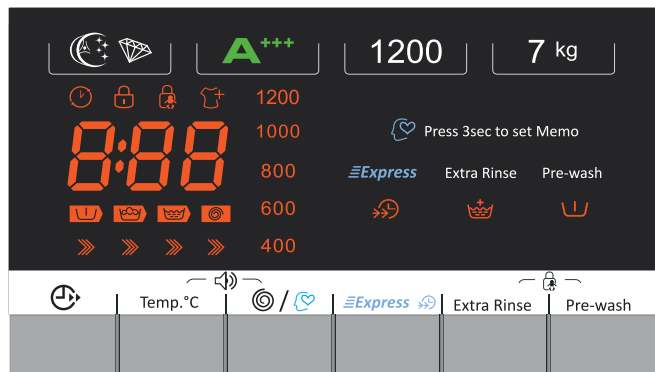 A+++
1200
7 kg
1200
8:88
1000
800
600
400
Press 3sec to set Memo
Express
Extra Rinse
Pre-wash
Temp.°C
/
Express
Extra Rinse
Pre-wash